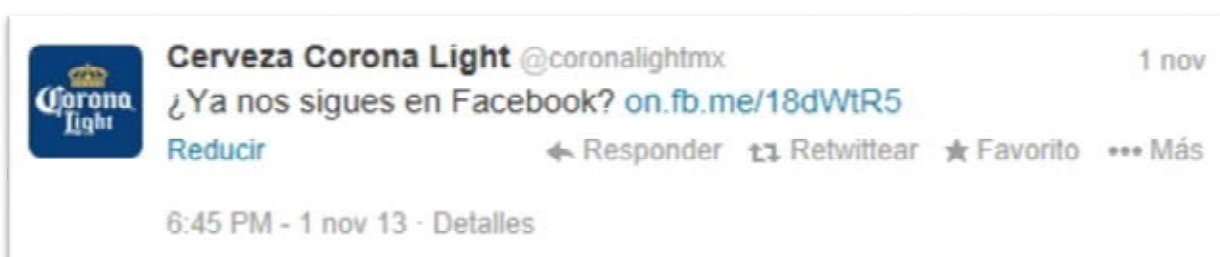 Cerveza Corona Light @coronalightmx 1 nov
Corona
Light
¿Ya nos sigues en Facebook? on.fb.me/18dWtR5
Reducir Responder Retwittear Favorito Más
6:45 PM - 1 nov 13 · Detalles